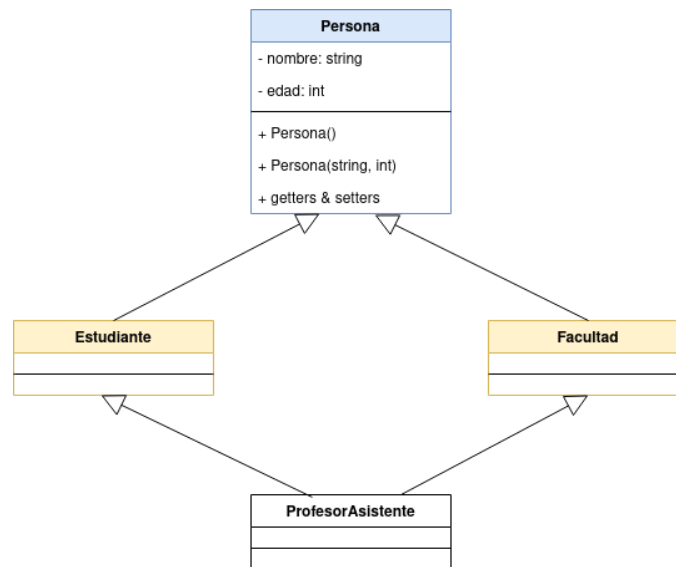 Persona
- nombre: string
- edad: int
+ Persona()
+ Persona(string, int)
+ getters & setters
Estudiante
Facultad
ProfesorAsistente